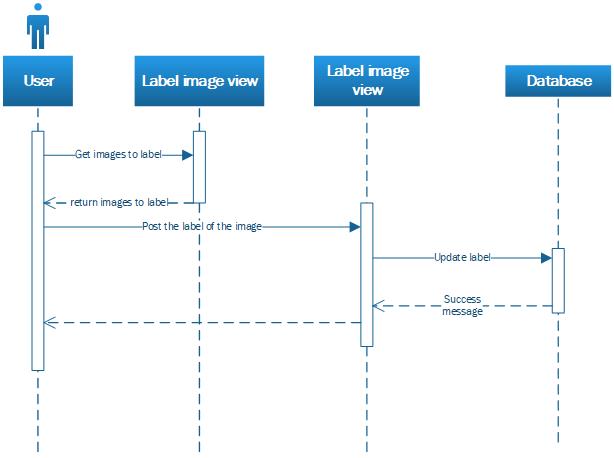 User
Label image view
Label image
view
Database
Get images to label
return images to label
Post the label of the image
Update label
Success
message